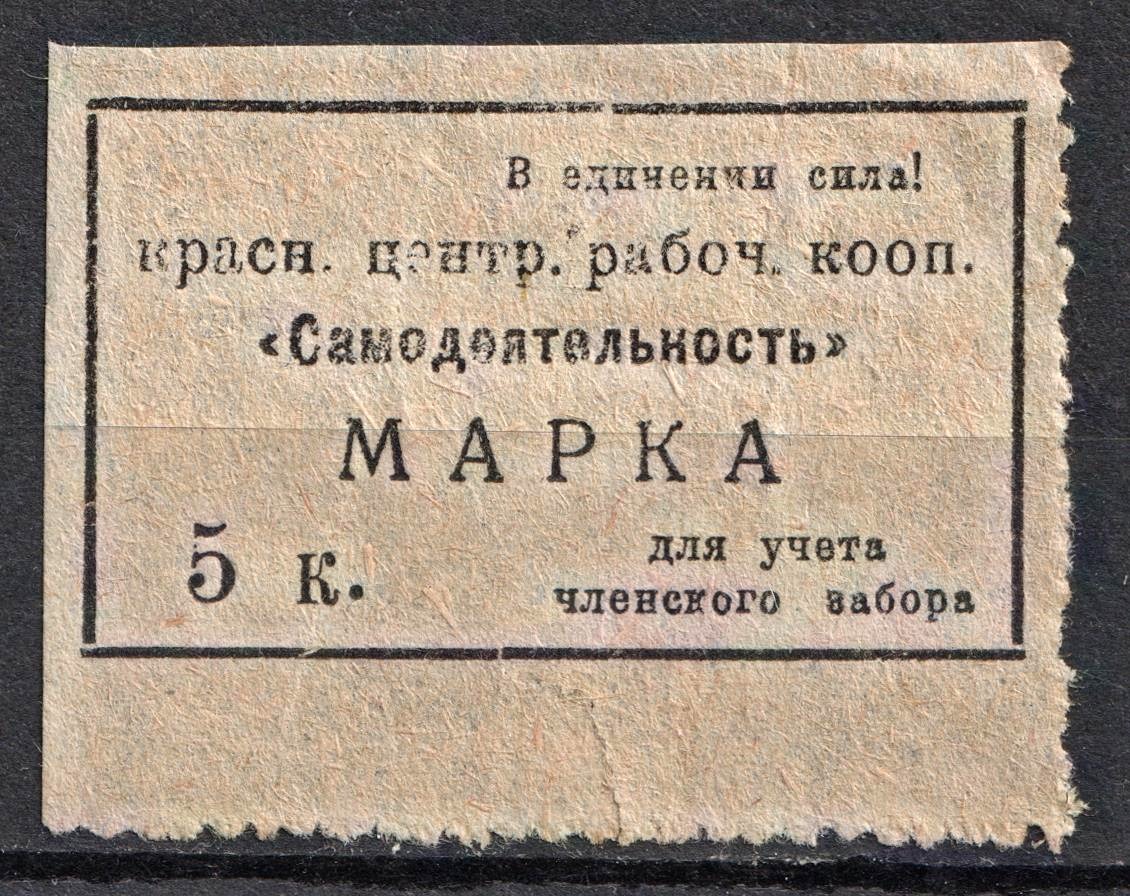 В единении сила!
красн. центр. рабоч. кооп.
«Самодеятельность»
МАРКА
5 к.
для учета
членского забора